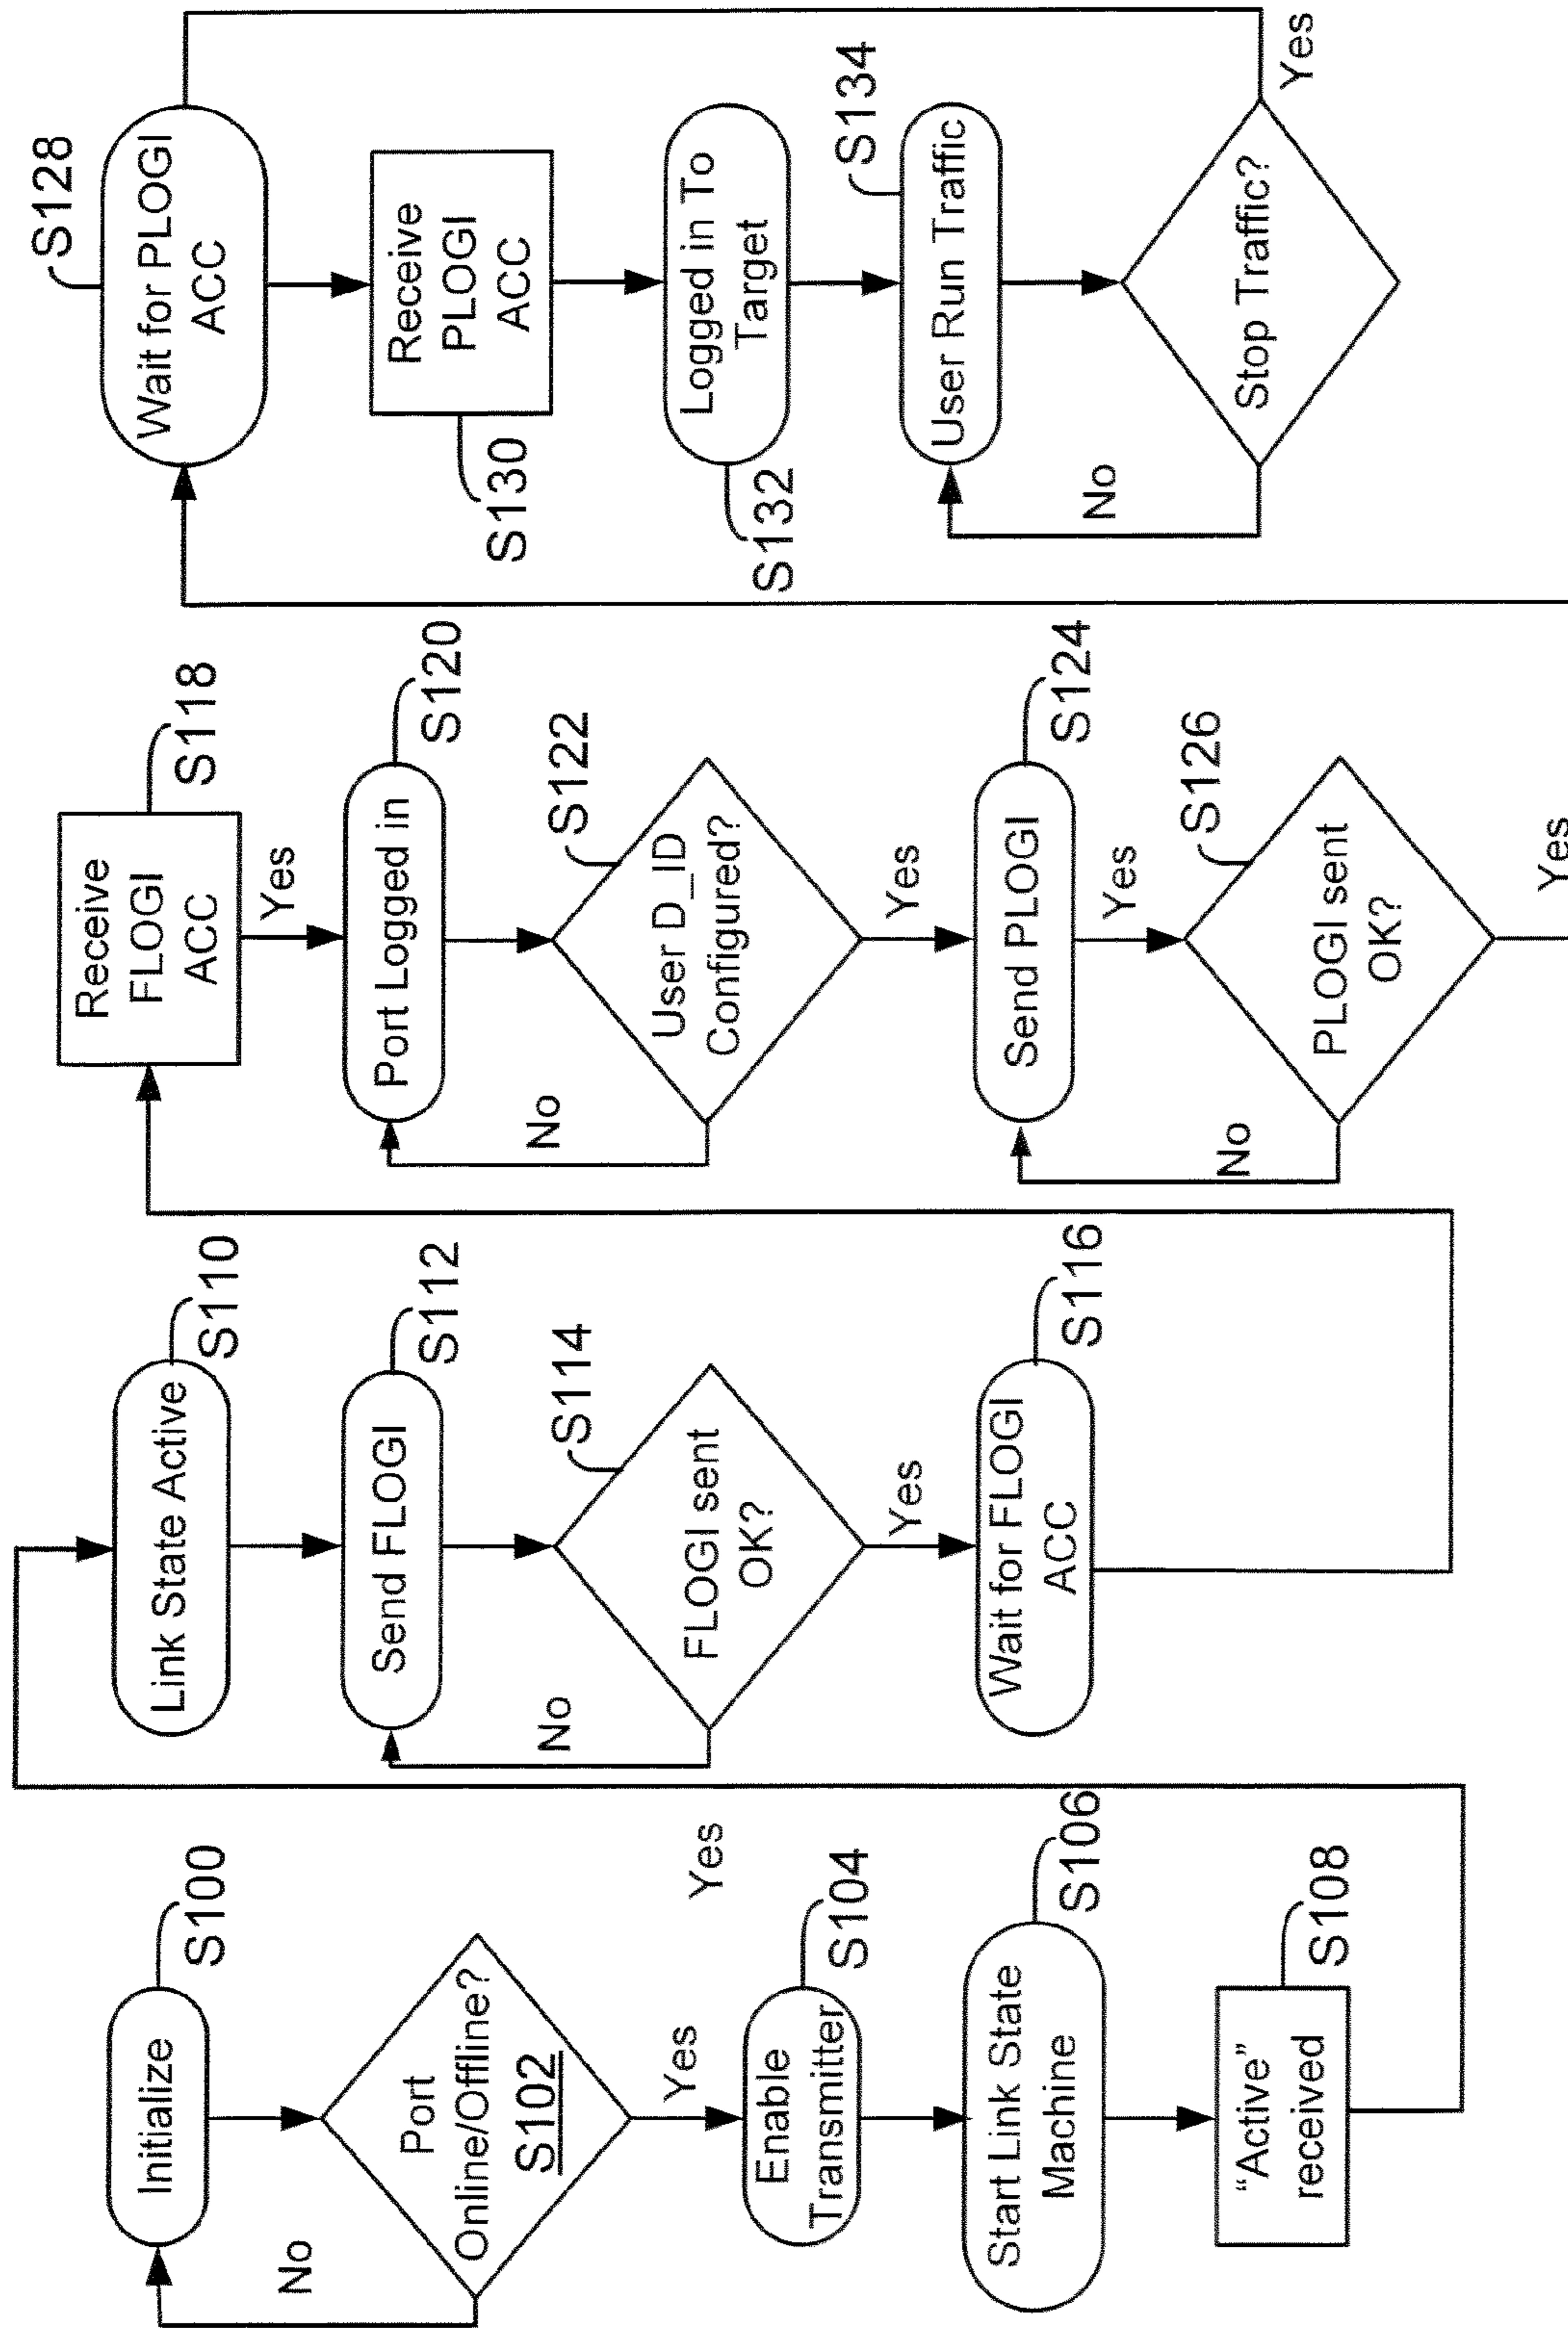 Initialize
S100
No
Port
Online/Offline?
S102
Yes
Yes
Enable
Transmitter
S104
Start Link State
Machine
S106
“Active”
received
S108
Link State Active
S110
Send FLOGI
S112
No
FLOGI sent
OK?
S114
Yes
Wait for FLOGI
ACC
S116
Receive
FLOGI
ACC
S118
Yes
Port Logged in
S120
No
User D_ID
Configured?
S122
Yes
Send PLOGI
S124
Yes
No
PLOGI sent
OK?
S126
Yes
Wait for PLOGI
ACC
S128
Receive
PLOGI
ACC
S130
Logged in To
Target
S132
User Run Traffic
S134
No
Stop Traffic?
Yes